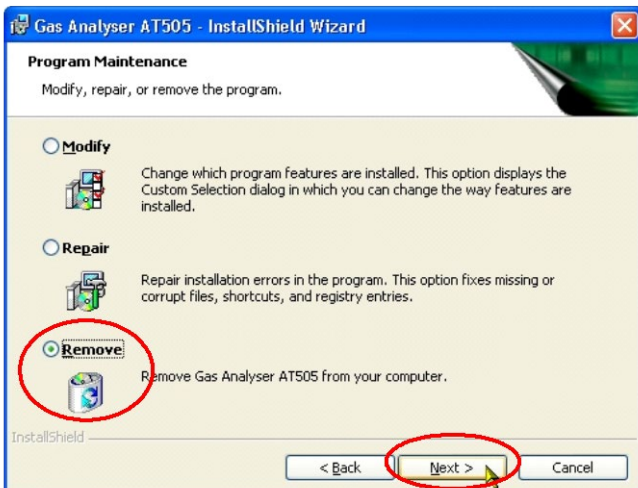 Gas Analyser AT505 - InstallShield Wizard
Program Maintenance
Modify, repair, or remove the program.
Modify
Change which program features are installed. This option displays the
Custom Selection dialog in which you can change the way features are
installed.
Repair
Repair installation errors in the program. This option fixes missing or
corrupt files, shortcuts, and registry entries.
Remove
Remove Gas Analyser AT505 from your computer.
InstallShield
< Back Next > Cancel